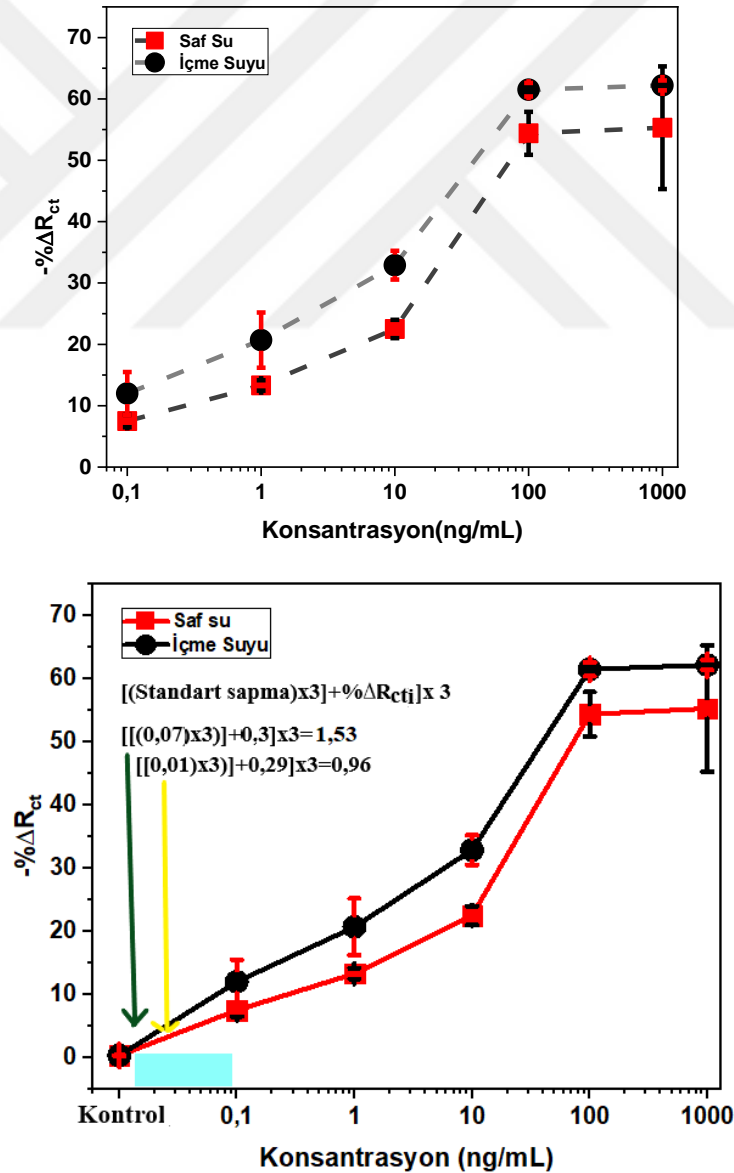 70
60
50
40
30
20
10
0
-%ΔRct
Saf Su
İçme Suyu
0,1 1 10 100 1000
Konsantrasyon(ng/mL)
70
60
50
40
30
20
10
0
-%ΔRct
Saf su
İçme Suyu
[(Standart sapma)x3]+%ΔRcti]x 3
[[(0,07)x3)]+0,3]x3=1,53
[[0,01)x3)]+0,29]x3=0,96
Kontrol 0,1 1 10 100 1000
Konsantrasyon (ng/mL)